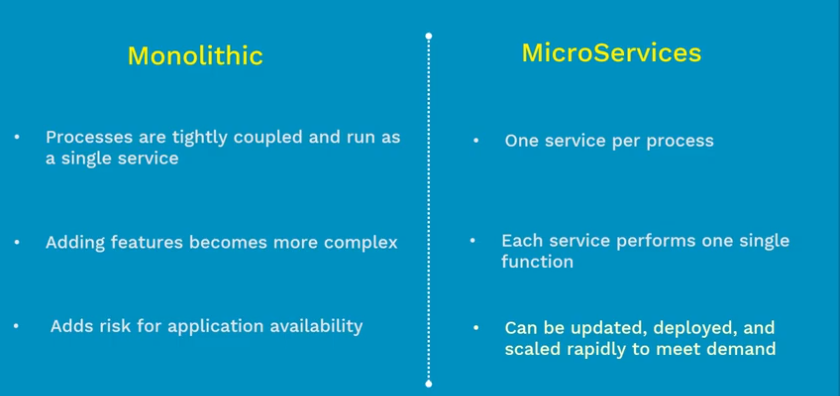 Monolithic
• Processes are tightly coupled and run as
a single service
• Adding features becomes more complex
• Adds risk for application availability
MicroServices
• One service per process
• Each service performs one single
function
• Can be updated, deployed, and
scaled rapidly to meet demand